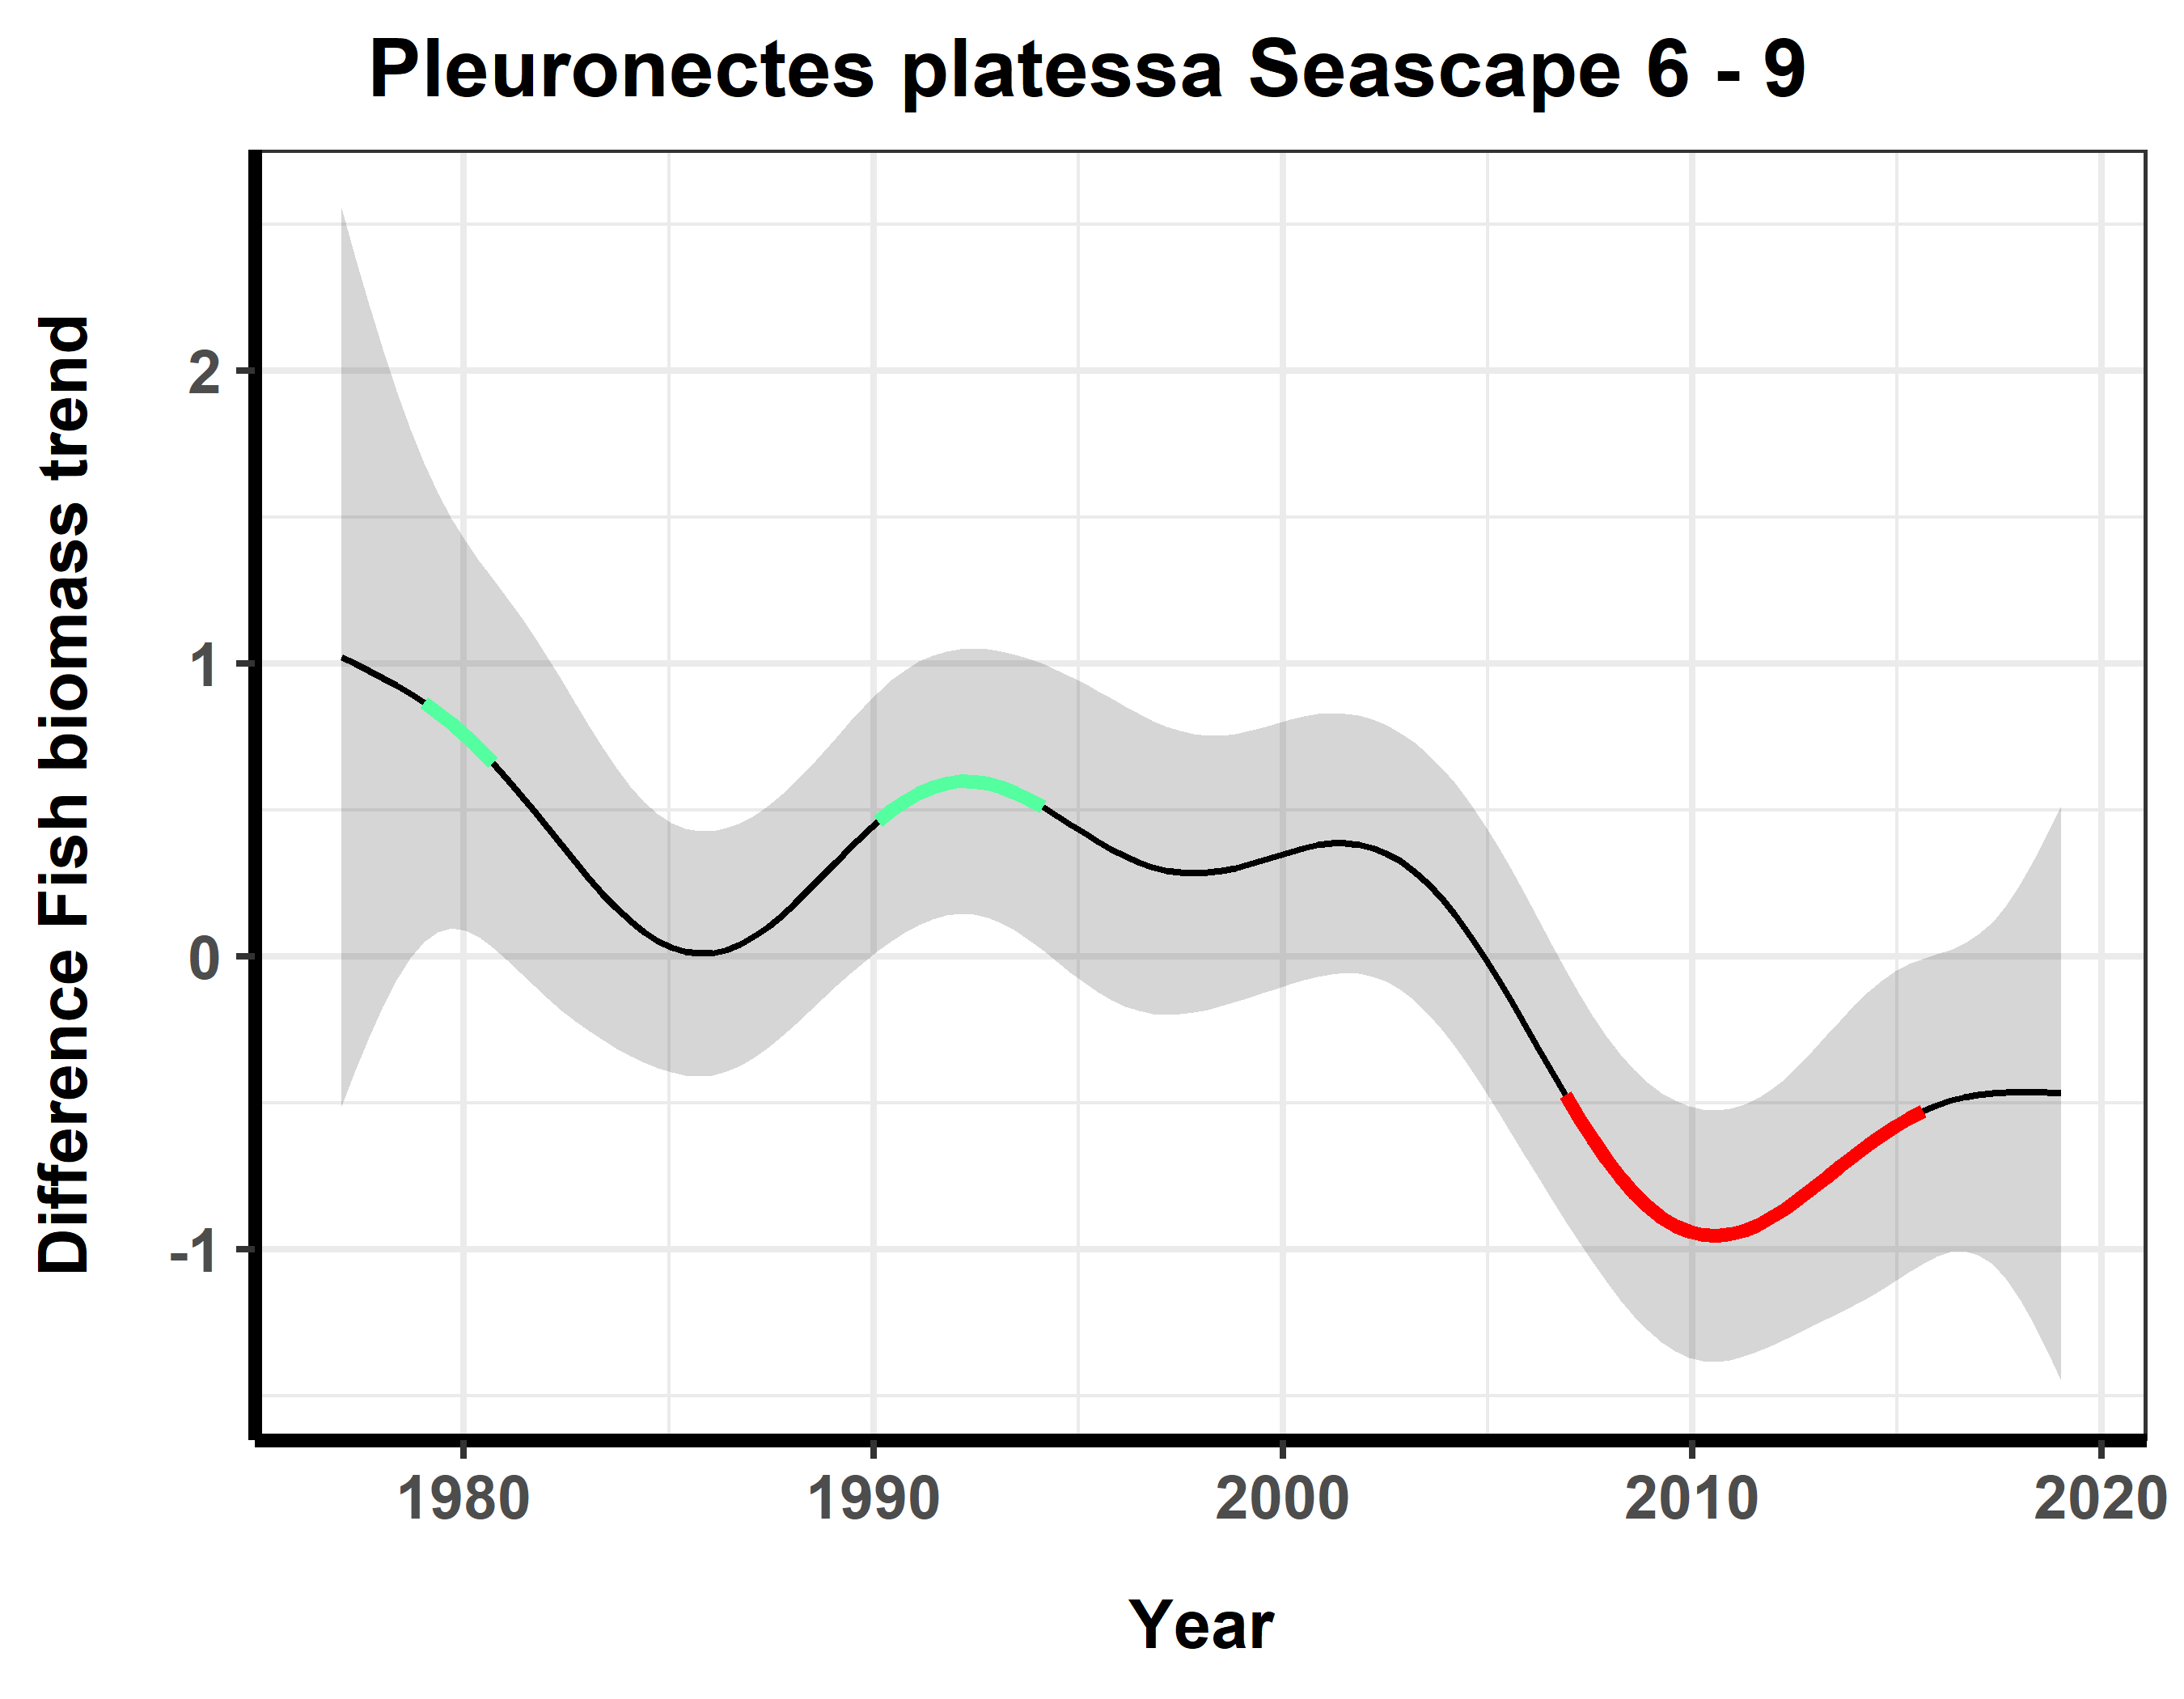 Pleuronectes platessa Seascape 6 - 9
Difference Fish biomass trend
2
1
0
-1
1980 1990 2000 2010 2020
Year